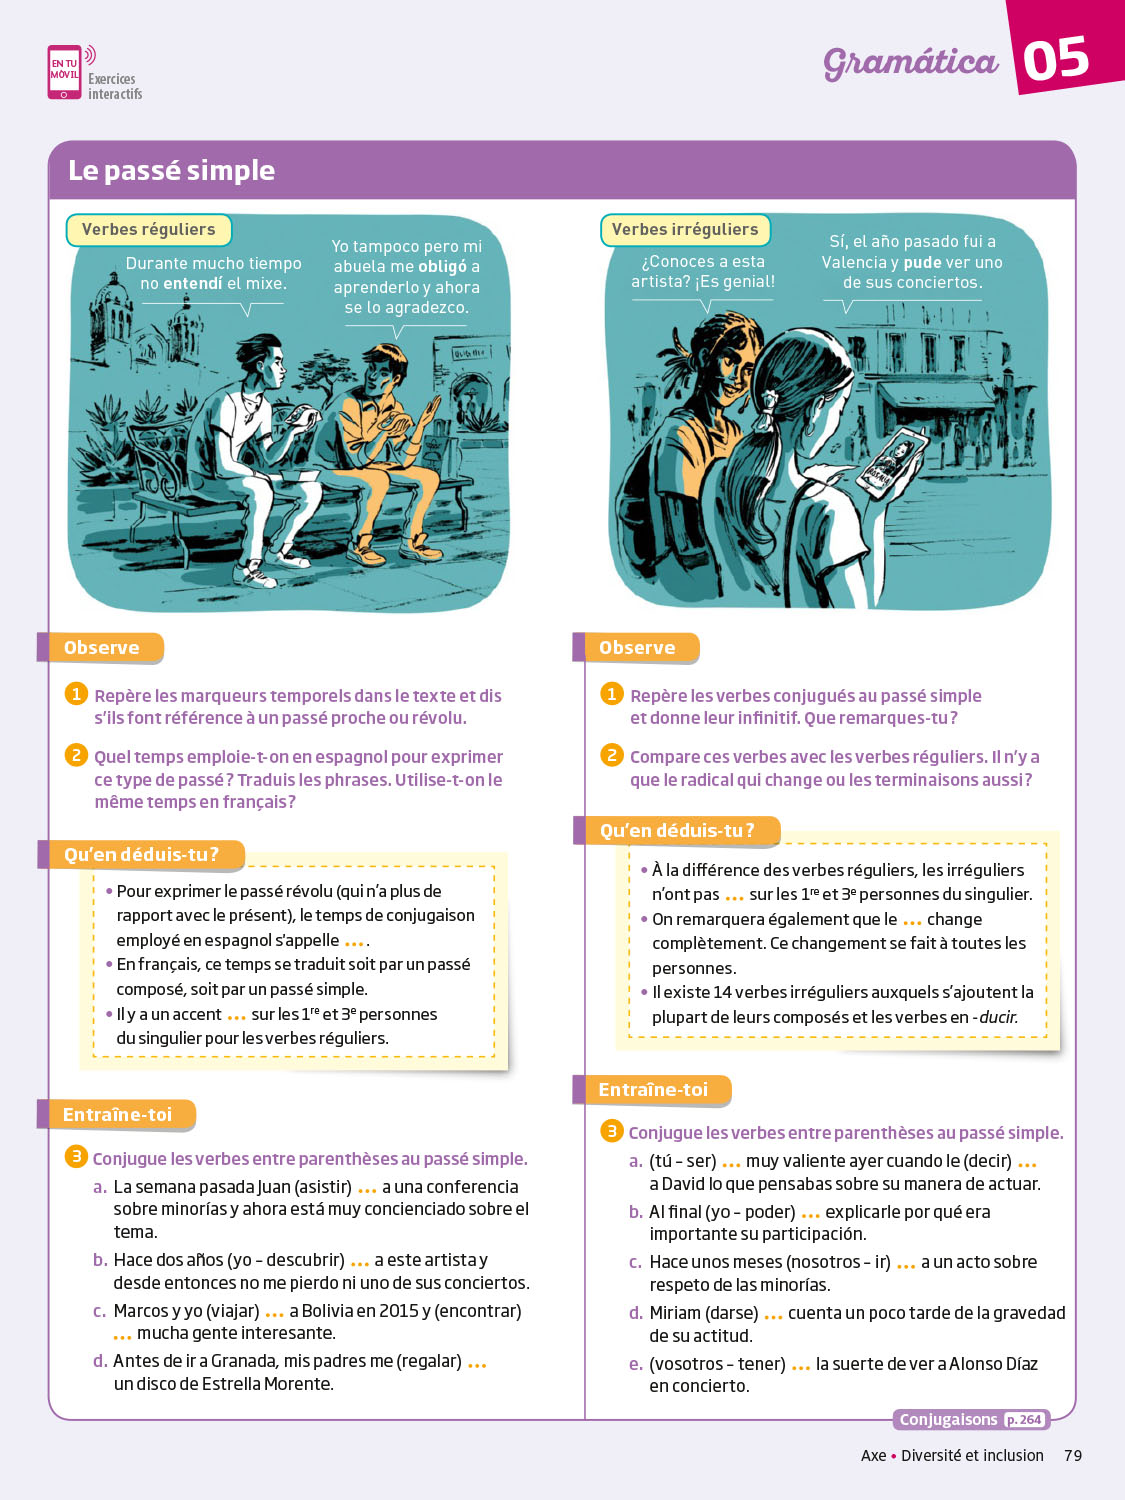 EN TU
MÓVIL
Exercices
interactifs
Gramática
05
Le passé simple
Verbes réguliers
Durante mucho tiempo
no entendí el mixe.
Yo tampoco pero mi
abuela me obligó a
aprenderlo y ahora
se lo agradezco.
Observe
1 Repère les marqueurs temporels dans le texte et dis
s’ils font référence à un passé proche ou révolu.
2 Quel temps emploie-t-on en espagnol pour exprimer
ce type de passé ? Traduis les phrases. Utilise-t-on le
même temps en français ?
Qu’en déduis-tu ?
• Pour exprimer le passé révolu (qui n’a plus de
rapport avec le présent), le temps de conjugaison
employé en espagnol s'appelle ... .
• En français, ce temps se traduit soit par un passé
composé, soit par un passé simple.
• Il y a un accent ... sur les 1re et 3e personnes
du singulier pour les verbes réguliers.
Entraîne-toi
3 Conjugue les verbes entre parenthèses au passé simple.
a. La semana pasada Juan (asistir) ... a una conferencia
sobre minorías y ahora está muy concienciado sobre el
tema.
b. Hace dos años (yo – descubrir) ... a este artista y
desde entonces no me pierdo ni uno de sus conciertos.
c. Marcos y yo (viajar) ... a Bolivia en 2015 y (encontrar)
... mucha gente interesante.
d. Antes de ir a Granada, mis padres me (regalar) ...
un disco de Estrella Morente.
Verbes irréguliers
¿Conoces a esta
artista? ¡Es genial!
Sí, el año pasado fui a
Valencia y pude ver uno
de sus conciertos.
Observe
1 Repère les verbes conjugués au passé simple
et donne leur infinitif. Que remarques-tu ?
2 Compare ces verbes avec les verbes réguliers. Il n’y a
que le radical qui change ou les terminaisons aussi ?
Qu’en déduis-tu ?
• À la différence des verbes réguliers, les irréguliers
n’ont pas ... sur les 1re et 3e personnes du singulier.
• On remarquera également que le ... change
complètement. Ce changement se fait à toutes les
personnes.
• Il existe 14 verbes irréguliers auxquels s’ajoutent la
plupart de leurs composés et les verbes en -ducir.
Entraîne-toi
3 Conjugue les verbes entre parenthèses au passé simple.
a. (tú – ser) ... muy valiente ayer cuando le (decir) ...
a David lo que pensabas sobre su manera de actuar.
b. Al final (yo – poder) ... explicarle por qué era
importante su participación.
c. Hace unos meses (nosotros – ir) ... a un acto sobre
respeto de las minorías.
d. Miriam (darse) ... cuenta un poco tarde de la gravedad
de su actitud.
e. (vosotros – tener) ... la suerte de ver a Alonso Díaz
en concierto.
Conjugaisons p. 264
Axe • Diversité et inclusion 79